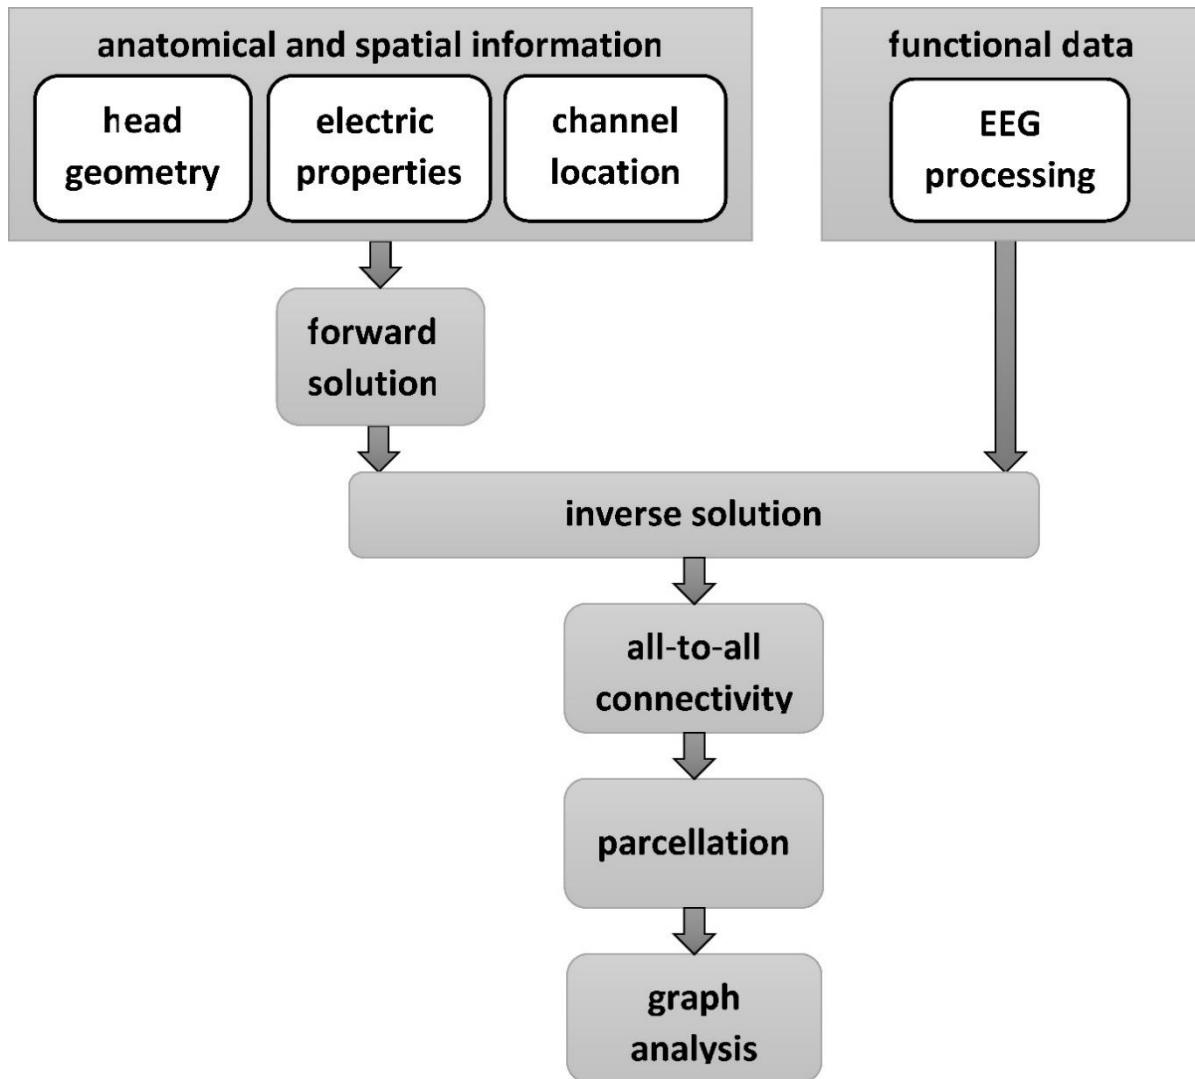 anatomical and spatial information
head
geometry
electric
properties
channel
location
functional data
EEG
processing
forward
solution
inverse solution
all-to-all
connectivity
parcellation
graph
analysis